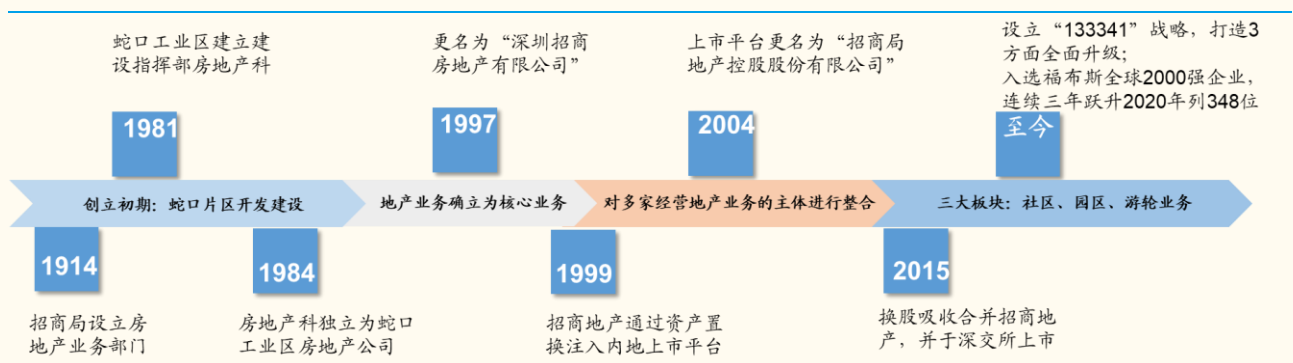 蛇口工业区建立建
设指挥部房地产科
更名为“深圳招商
房地产有限公司”
上市平台更名为“招商局
地产控股股份有限公司”
设立“133341”战略，打造3
方面全面升级;
入选福布斯全球2000强企业，
连续三年跃升2020年列348位
1981
1997
2004
至今
创立初期：蛇口片区开发建设
地产业务确立为核心业务
对多家经营地产业务的主体进行整合
三大板块：社区、园区、游轮业务
1914
1984
1999
2015
招商局设立房
地产业务部门
房地产科独立为蛇口
工业区房地产公司
招商地产通过资产置
换注入内地上市平台
换股吸收合并招商地
产，并于深交所上市